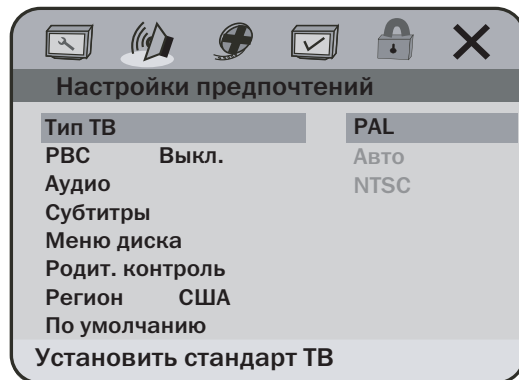 Настройки предпочтений
Тип ТВ PAL
PBC Выкл. Авто
Аудио NTSC
Субтитры
Меню диска
Родит. контроль
Регион США
По умолчанию
Установить стандарт ТВ